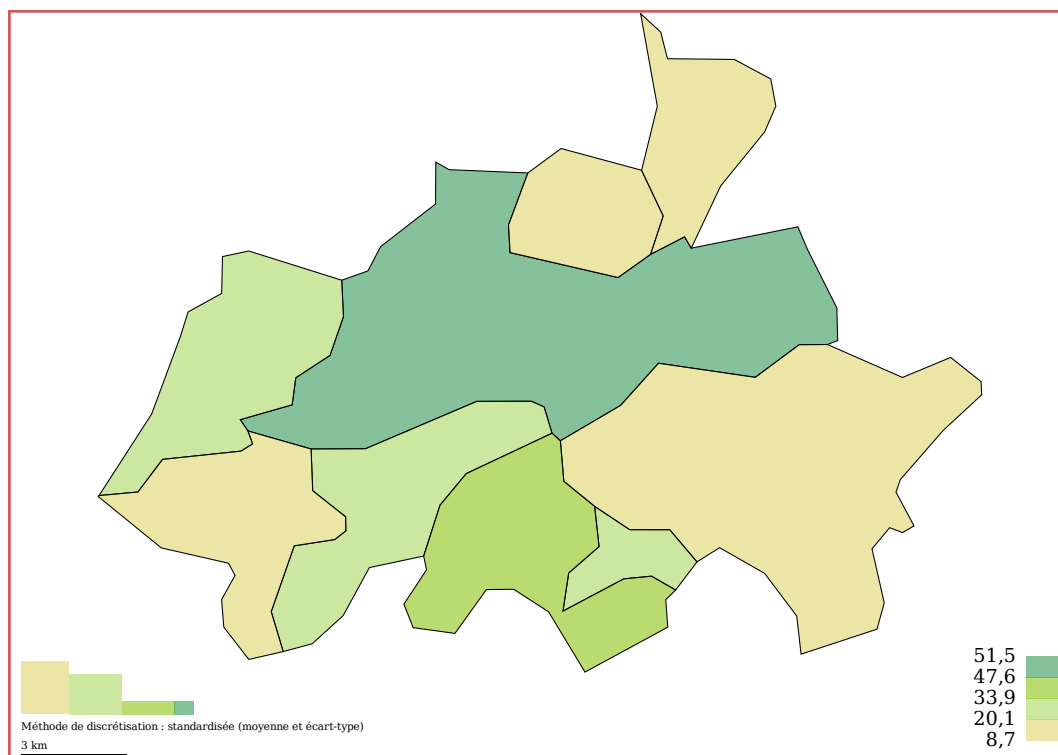 51,5
47,6
33,9
20,1
8,7
Méthode de discrétisation : standardisée (moyenne et écart-type)
3 km